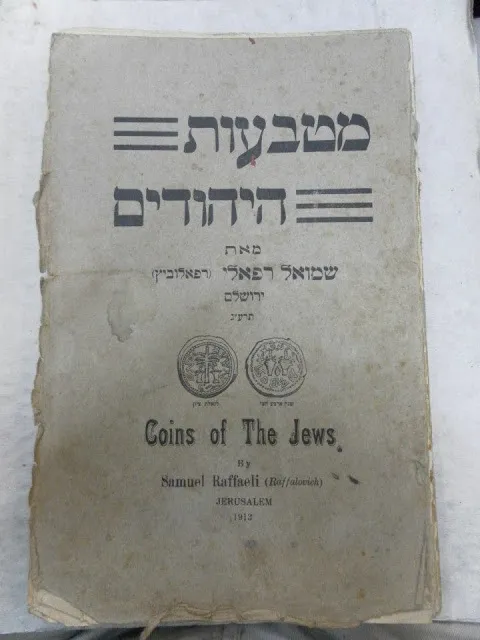 מטבעות
היהודים
מאת
שמואל רפאלי (רפאלוביץ)
ירושלם
תרע״ג
Coins of The Jews
By
Samuel Raffaeli (Raffalovich)
JERUSALEM
1913